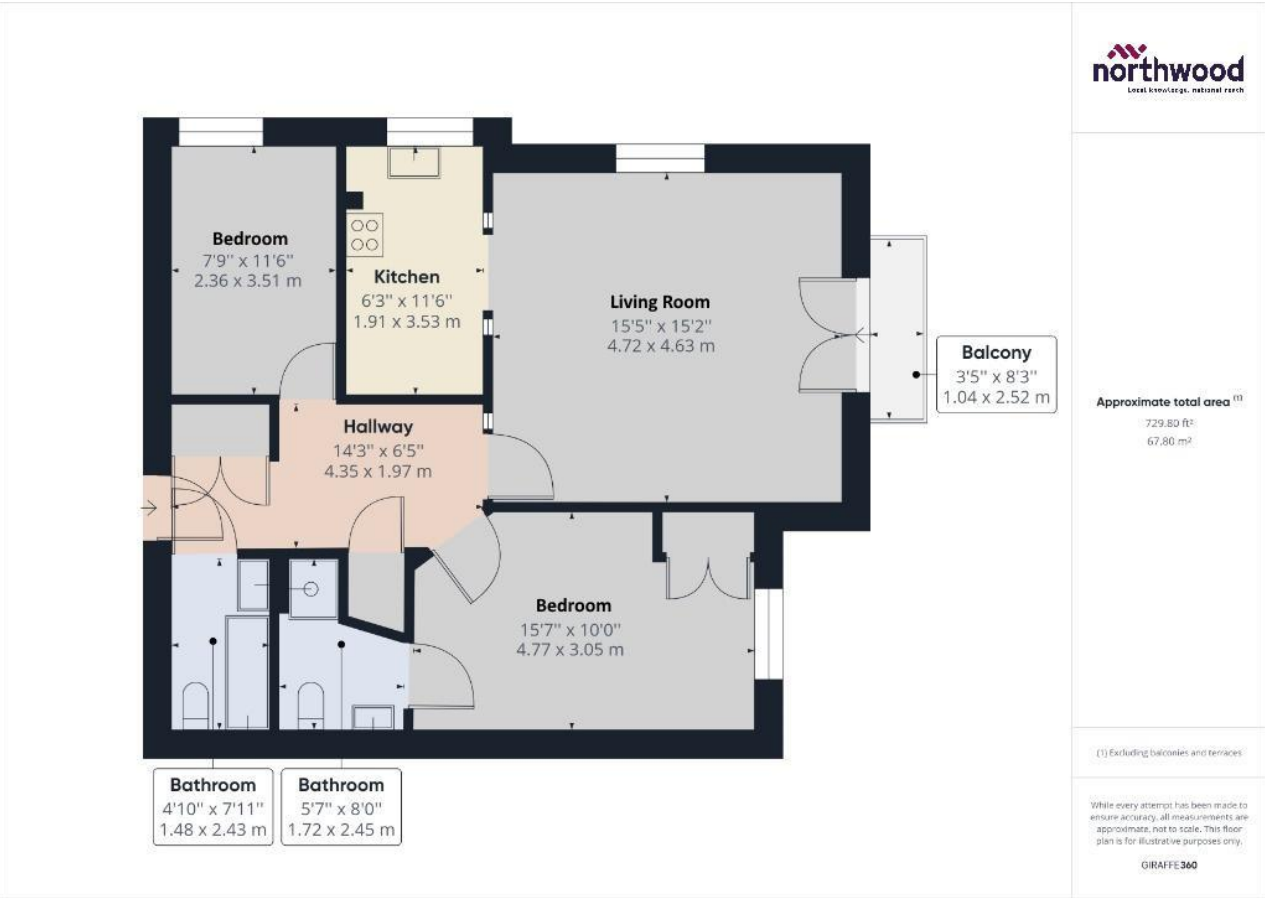 northwood
Local knowledge, national reach
Bedroom
7'9" x 11'6"
2.36 x 3.51 m
Kitchen
6'3" x 11'6"
1.91 x 3.53 m
Living Room
15'5" x 15'2"
4.72 x 4.63 m
Balcony
3'5" x 8'3"
1.04 x 2.52 m
Hallway
14'3" x 6'5"
4.35 x 1.97 m
Bedroom
15'7" x 10'0"
4.77 x 3.05 m
Bathroom
4'10" x 7'11"
1.48 x 2.43 m
Bathroom
5'7" x 8'0"
1.72 x 2.45 m
Approximate total area (1)
729.80 ft²
67.80 m²
(1) Excluding balconies and terraces
While every attempt has been made to
ensure accuracy, all measurements are
approximate, not to scale. This floor
plan is for illustrative purposes only.
GIRAFFE360